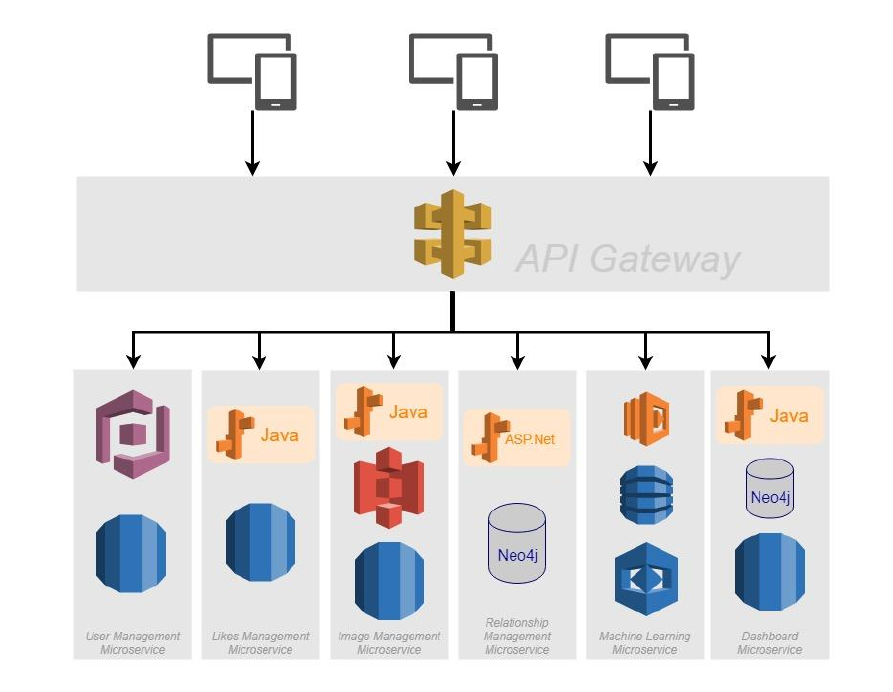 API Gateway
Java
Java
ASP.Net
Java
Neo4j
Neo4j
User Management
Microservice
Likes Management
Microservice
Image Management
Microservice
Relationship
Management
Microservice
Machine Learning
Microservice
Dashboard
Microservice